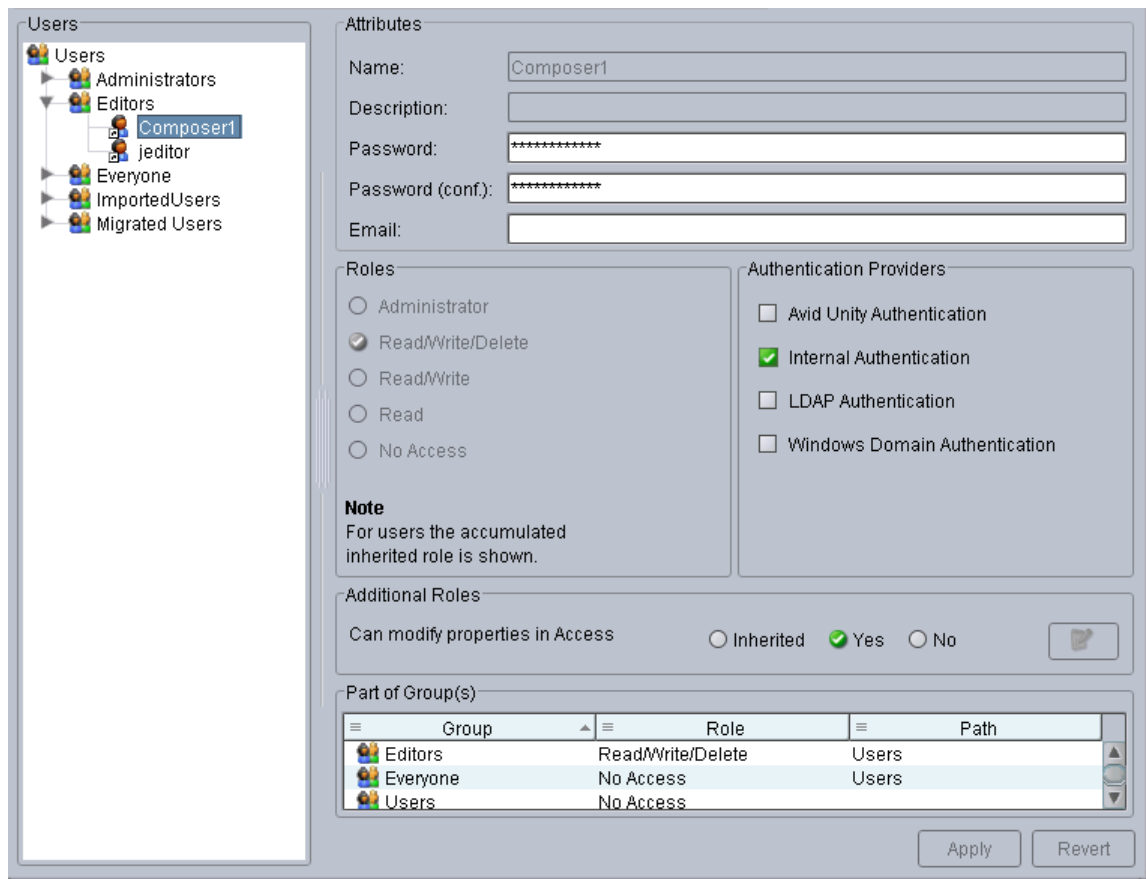 Users
Users
Administrators
Editors
Composer1
jeditor
Everyone
ImportedUsers
Migrated Users
Attributes
Name: Composer1
Description:
Password: ************
Password (conf.): ************
Email:
Roles
Administrator
Read/Write/Delete
Read/Write
Read
No Access
Note
For users the accumulated
inherited role is shown.
Authentication Providers
Avid Unity Authentication
Internal Authentication
LDAP Authentication
Windows Domain Authentication
Additional Roles
Can modify properties in Access Inherited Yes No
Part of Group(s)
Group Role Path
Editors Read/Write/Delete Users
Everyone No Access Users
Users No Access
Apply Revert